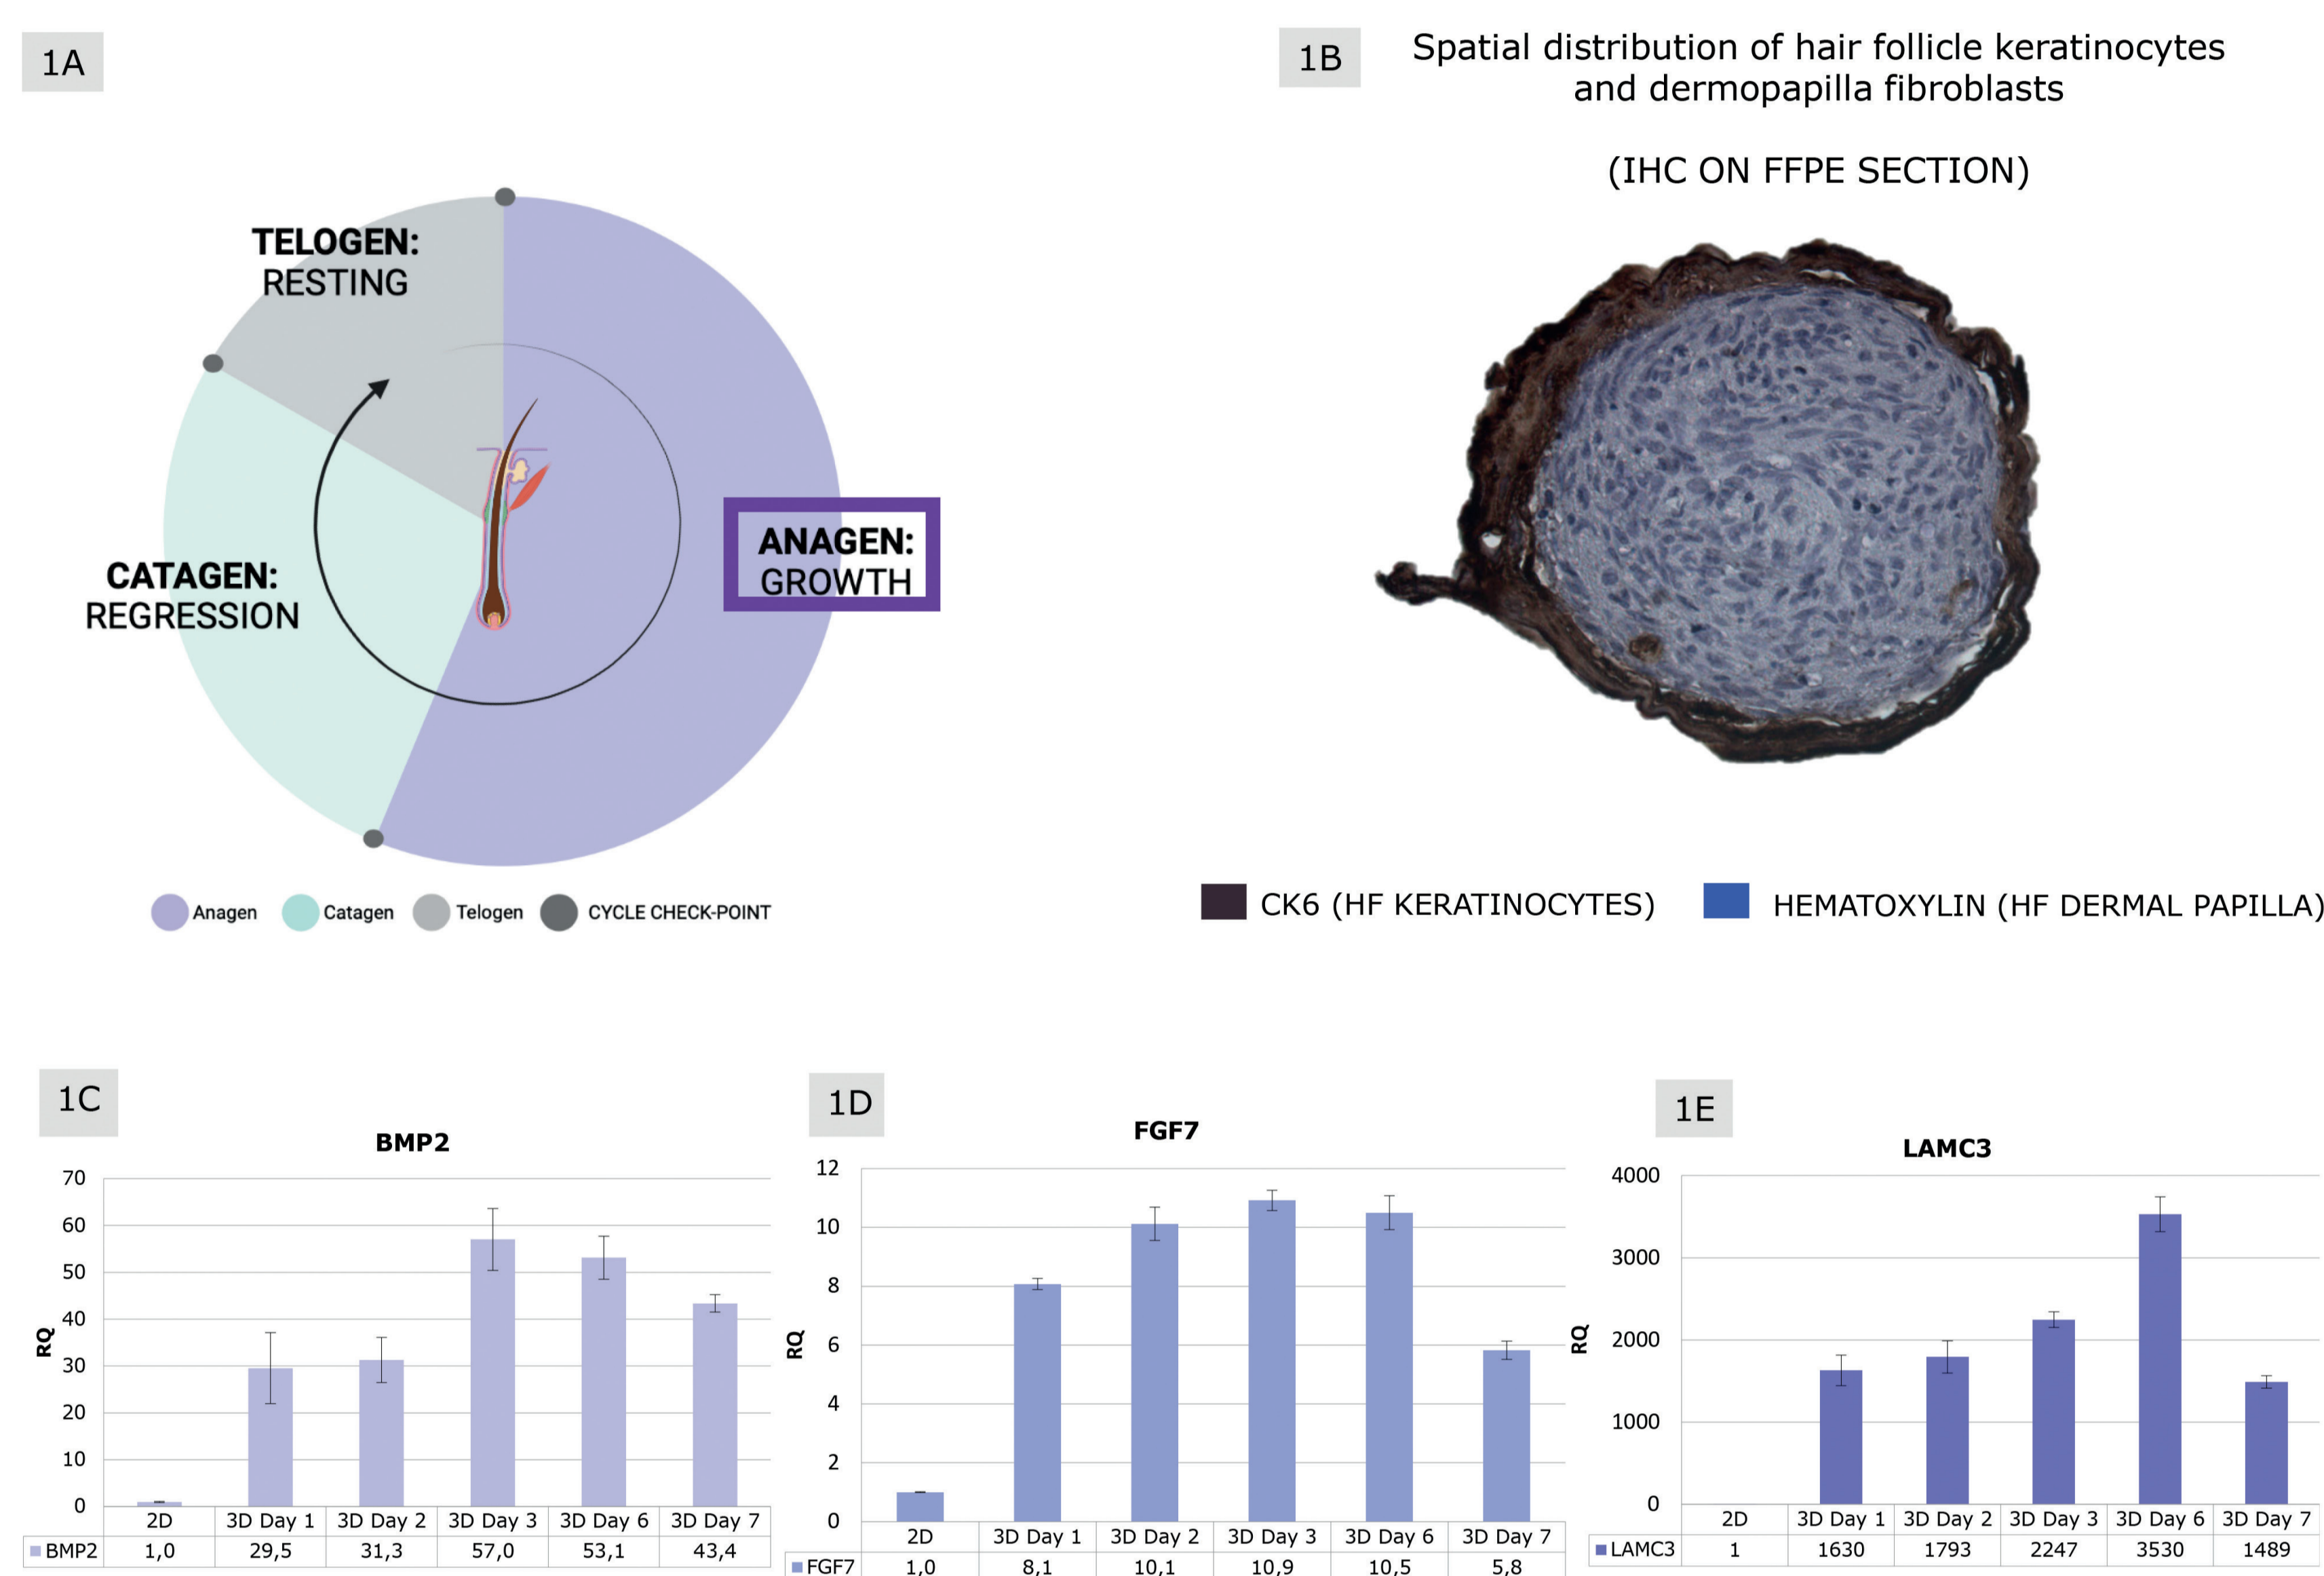 1A
TELOGEN:
RESTING
CATAGEN:
REGRESSION
ANAGEN:
GROWTH
Anagen Catagen Telogen CYCLE CHECK-POINT
1B
Spatial distribution of hair follicle keratinocytes
and dermopapilla fibroblasts
(IHC ON FFPE SECTION)
CK6 (HF KERATINOCYTES) HEMATOXYLIN (HF DERMAL PAPILLA)
1C
BMP2
RQ
70
60
50
40
30
20
10
0
2D 3D Day 1 3D Day 2 3D Day 3 3D Day 6 3D Day 7
BMP2 1,0 29,5 31,3 57,0 53,1 43,4
1D
FGF7
RQ
12
10
8
6
4
2
0
2D 3D Day 1 3D Day 2 3D Day 3 3D Day 6 3D Day 7
FGF7 1,0 8,1 10,1 10,9 10,5 5,8
1E
LAMC3
RQ
4000
3000
2000
1000
0
2D 3D Day 1 3D Day 2 3D Day 3 3D Day 6 3D Day 7
LAMC3 1 1630 1793 2247 3530 1489